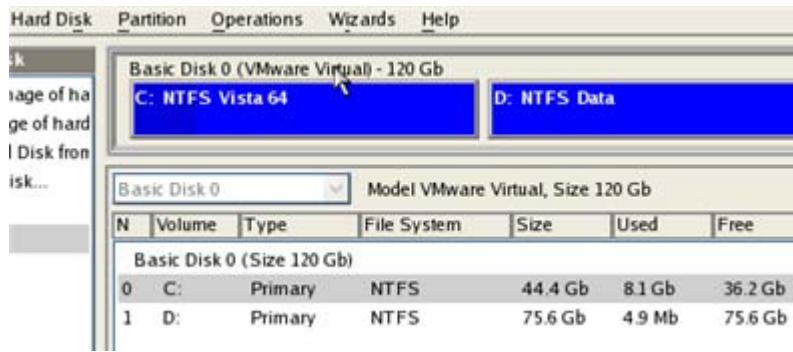 Hard Disk Partition Operations Wizards Help
sk
nage of ha
ge of hard
l Disk from
isk...
Basic Disk 0 (VMware Virtual) - 120 Gb
C: NTFS Vista 64 D: NTFS Data
Basic Disk 0 Model VMware Virtual, Size 120 Gb
N Volume Type File System Size Used Free
Basic Disk 0 (Size 120 Gb)
0 C: Primary NTFS 44.4 Gb 8.1 Gb 36.2 Gb
1 D: Primary NTFS 75.6 Gb 4.9 Mb 75.6 Gb